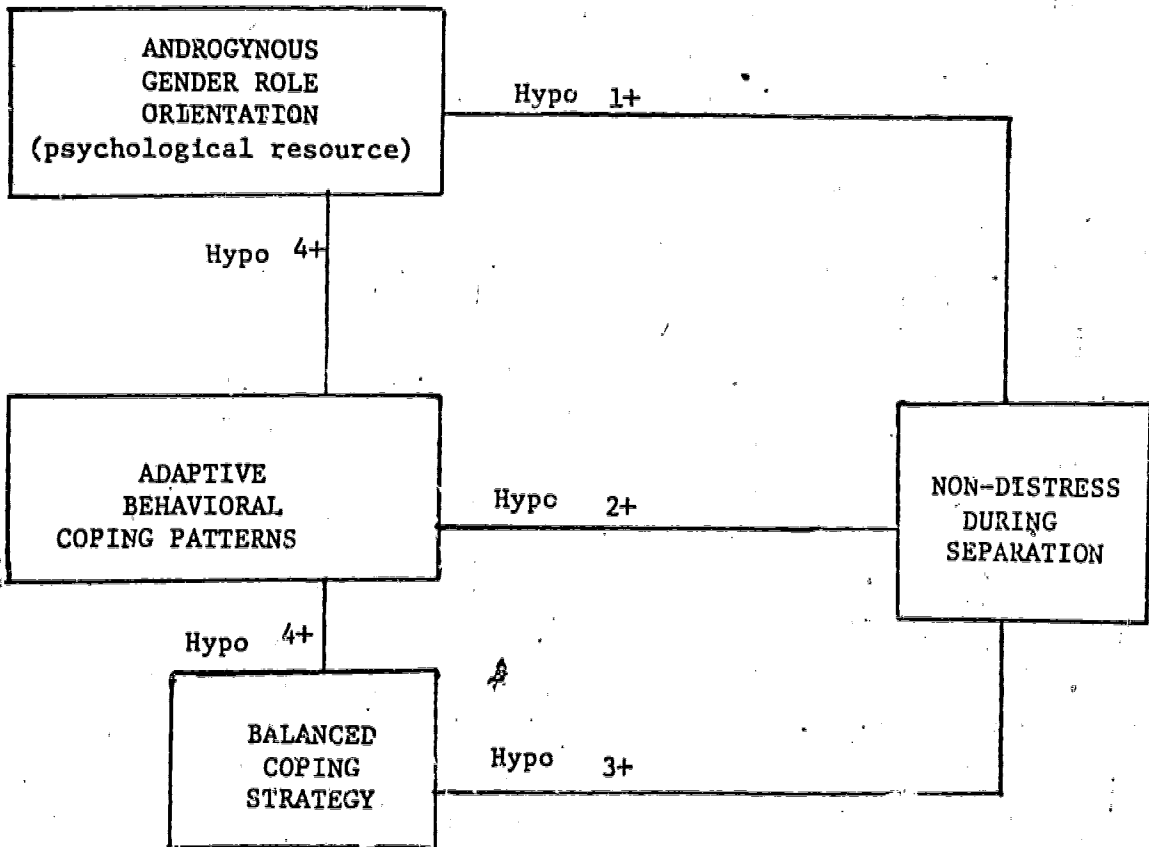 ANDROGYNOUS
GENDER ROLE
ORIENTATION
(psychological resource)
Hypo 1+
Hypo 4+
ADAPTIVE
BEHAVIORAL
COPING PATTERNS
Hypo 2+
NON-DISTRESS
DURING
SEPARATION
Hypo 4+
BALANCED
COPING
STRATEGY
Hypo 3+